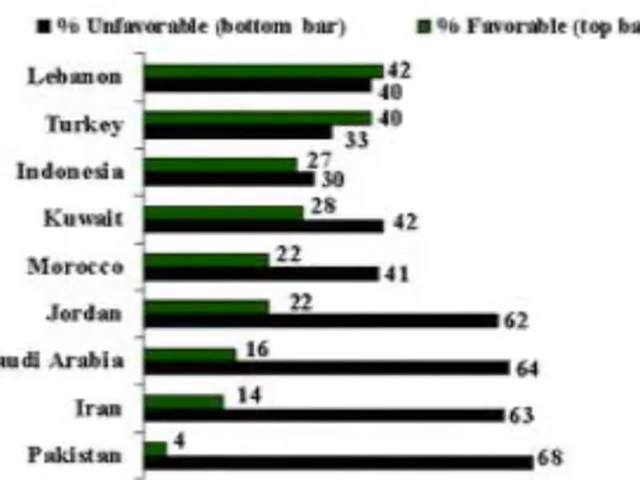 % Unfavorable (bottom bar) % Favorable (top ba
Lebanon 42
40
Turkey 40
33
Indonesia 27
30
Kuwait 28
42
Morocco 22
41
Jordan 22
62
audi Arabia 16
64
Iran 14
63
Pakistan 4
68